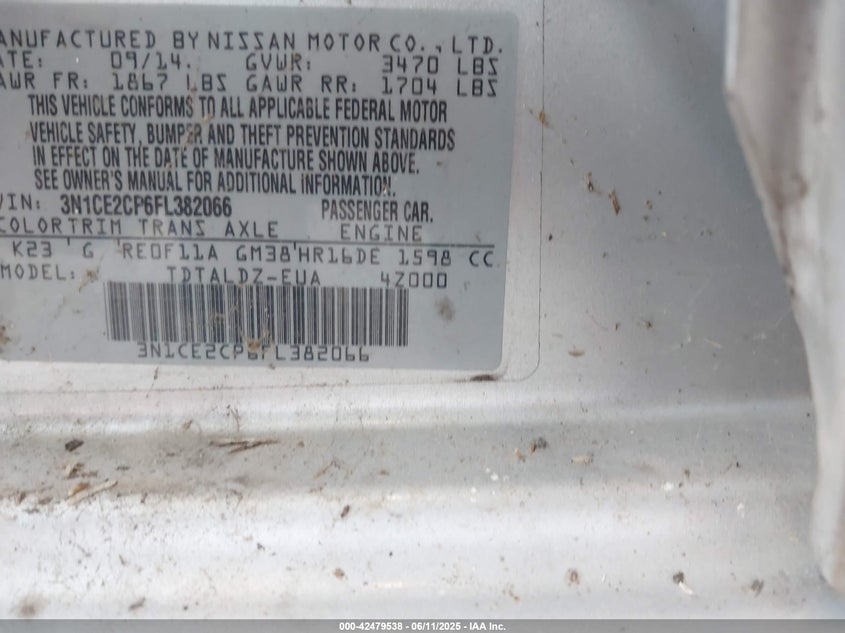 ANUFACTURED BY NISSAN MOTOR CO., LTD.
ATE: 09/14. GVWR: 3470 LBS
AWR FR: 1867 LBS GAWR RR: 1704 LBS
THIS VEHICLE CONFORMS TO ALL APPLICABLE FEDERAL MOTOR
VEHICLE SAFETY, BUMPER AND THEFT PREVENTION STANDARDS
IN EFFECT ON THE DATE OF MANUFACTURE SHOWN ABOVE.
SEE OWNER'S MANUAL FOR ADDITIONAL INFORMATION.
VIN: 3N1CE2CP6FL382066 PASSENGER CAR.
COLORTRIM TRANS AXLE ENGINE
K23 ' G 'RE0F11A GM38'HR16DE 1598 CC
MODEL: TDTALDZ-EUA 4Z000
3N1CE2CP6FL382066
000-42479538 - 06/11/2025 - IAA Inc.